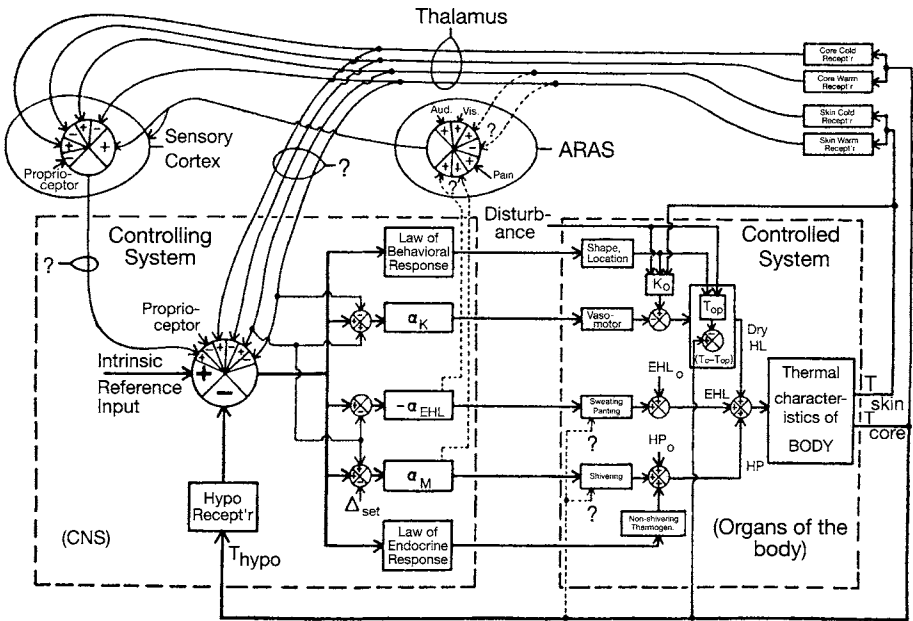 Thalamus
Core Cold
Recept'r
Core Warm
Recept'r
Skin Cold
Recept'r
Skin Warm
Recept'r
Aud.
Vis.
Sensory
Cortex
?
?
ARAS
Pain
?
Proprio-
ceptor
?
Controlling
System
?
Disturb-
ance
Controlled
System
Law of
Behavioral
Response
Shape,
Location
K₀
Top
(To-Top)
Dry
HL
Proprio-
ceptor
αK
Vaso-
motor
Intrinsic
Reference
Input
+
−
-αEHL
Sweating
Panting
?
EHLo
EHL
Thermal
character-
istics of
BODY
T
skin
T
core
αM
Shivering
?
HPo
HP
Δset
Hypo
Recept'r
(CNS)
Thypo
Law of
Endocrine
Response
Non-shivering
Thermogen.
(Organs of the
body)